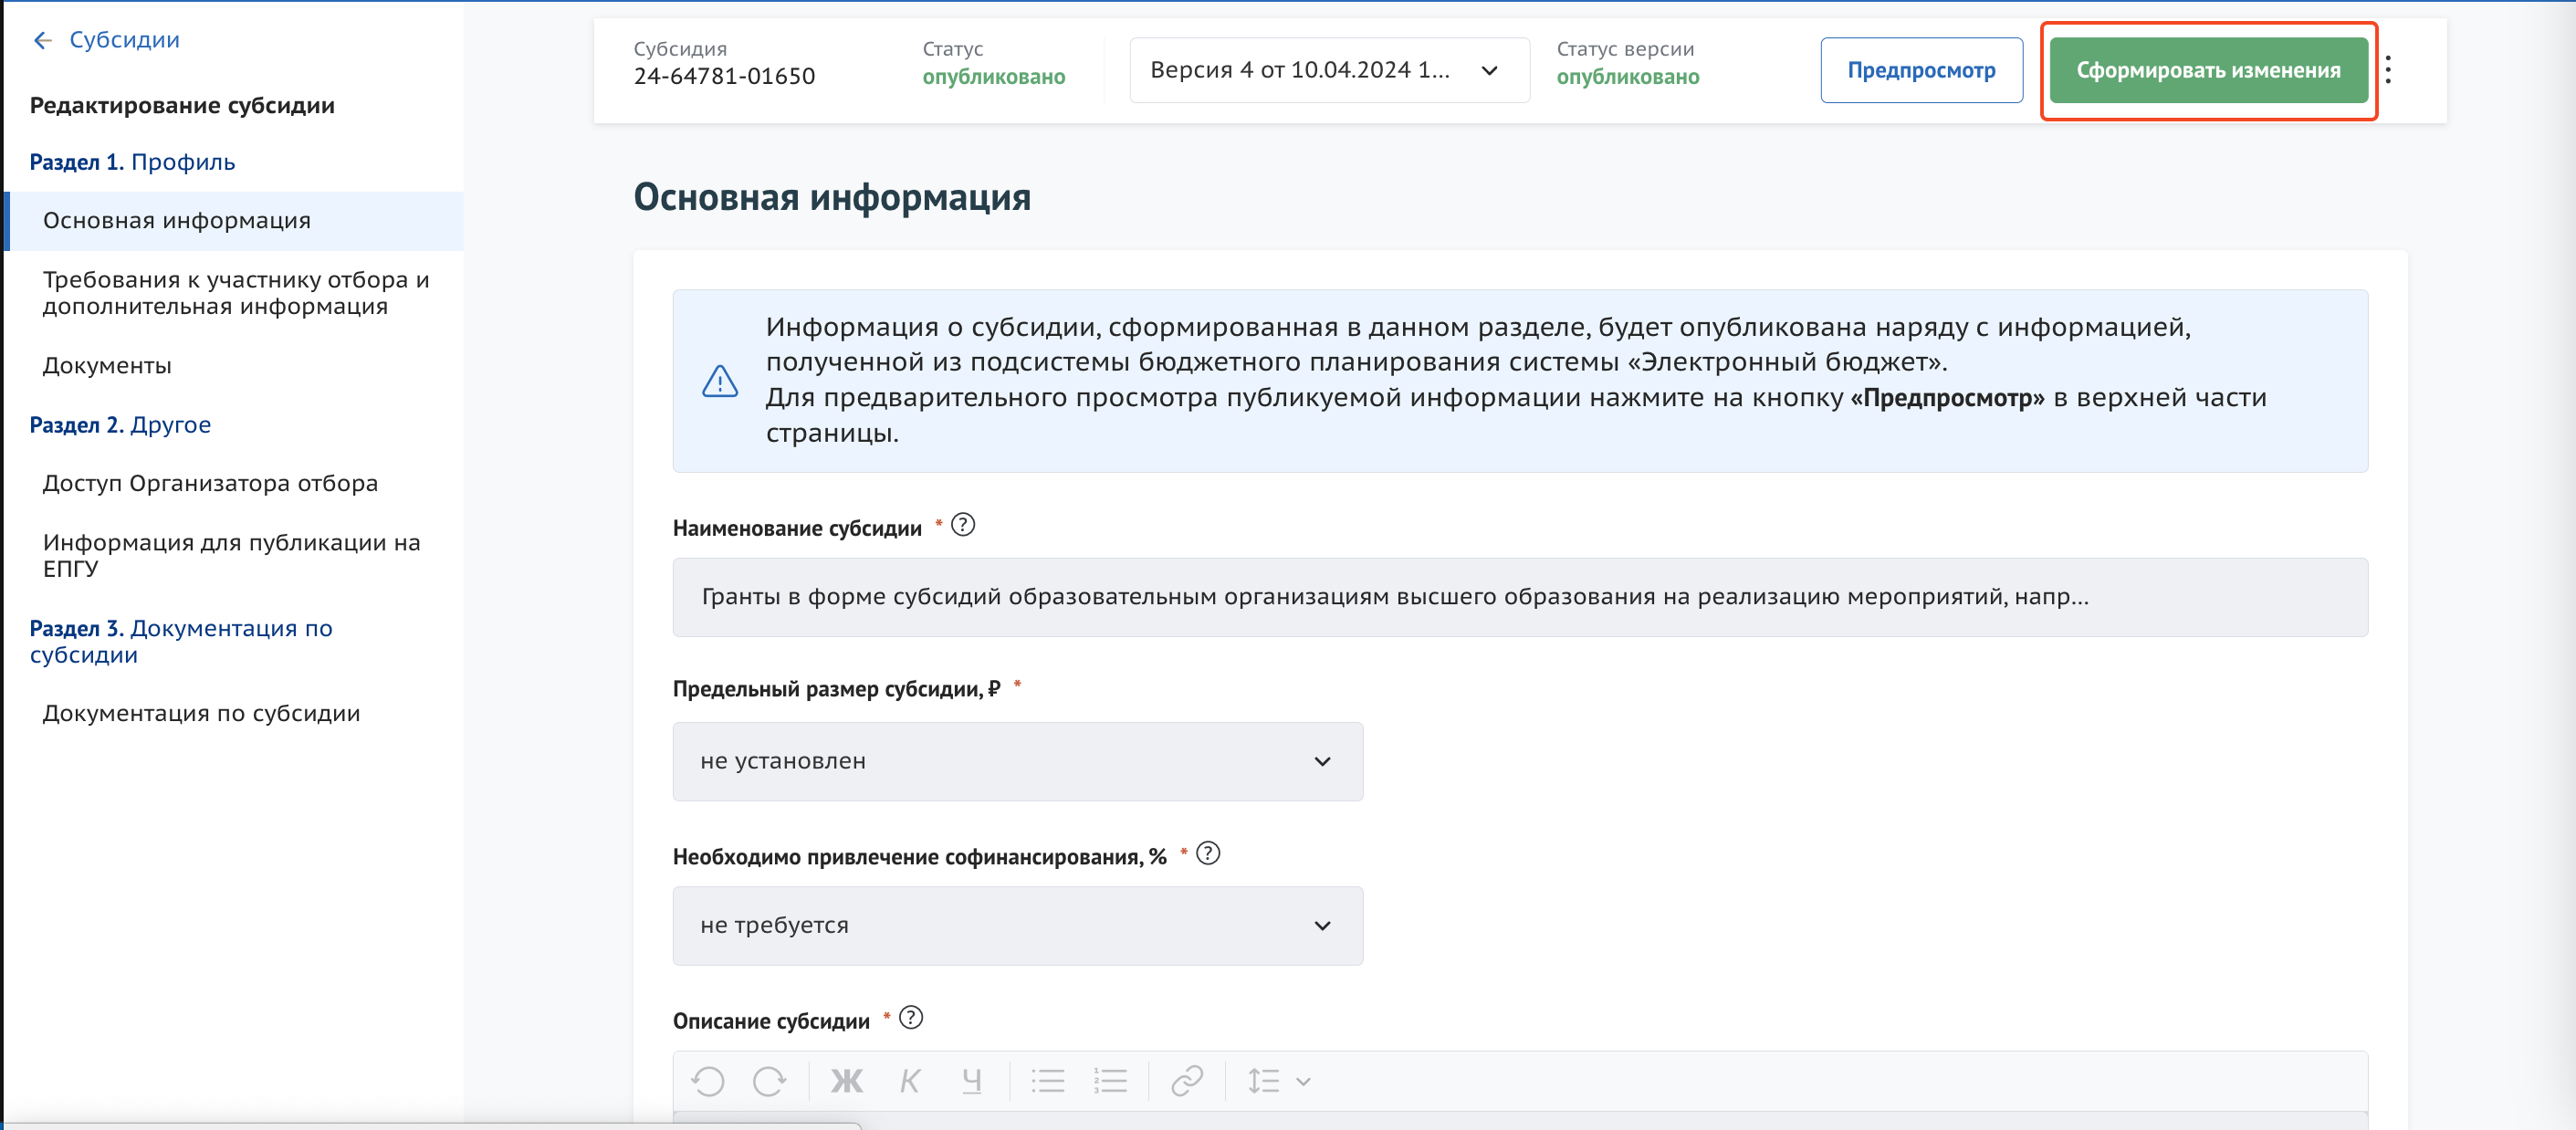 Субсидии
Редактирование субсидии
Раздел 1. Профиль
Основная информация
Требования к участнику отбора и
дополнительная информация
Документы
Раздел 2. Другое
Доступ Организатора отбора
Информация для публикации на
ЕПГУ
Раздел 3. Документация по
субсидии
Документация по субсидии
Субсидия
24-64781-01650
Статус
опубликовано
Версия 4 от 10.04.2024 1...
Статус версии
опубликовано
Предпросмотр
Сформировать изменения
Основная информация
Информация о субсидии, сформированная в данном разделе, будет опубликована наряду с информацией,
полученной из подсистемы бюджетного планирования системы «Электронный бюджет».
Для предварительного просмотра публикуемой информации нажмите на кнопку «Предпросмотр» в верхней части
страницы.
Наименование субсидии * ?
Гранты в форме субсидий образовательным организациям высшего образования на реализацию мероприятий, напр...
Предельный размер субсидии, ₽ *
не установлен
Необходимо привлечение софинансирования, % * ?
не требуется
Описание субсидии * ?
Ж К Ч